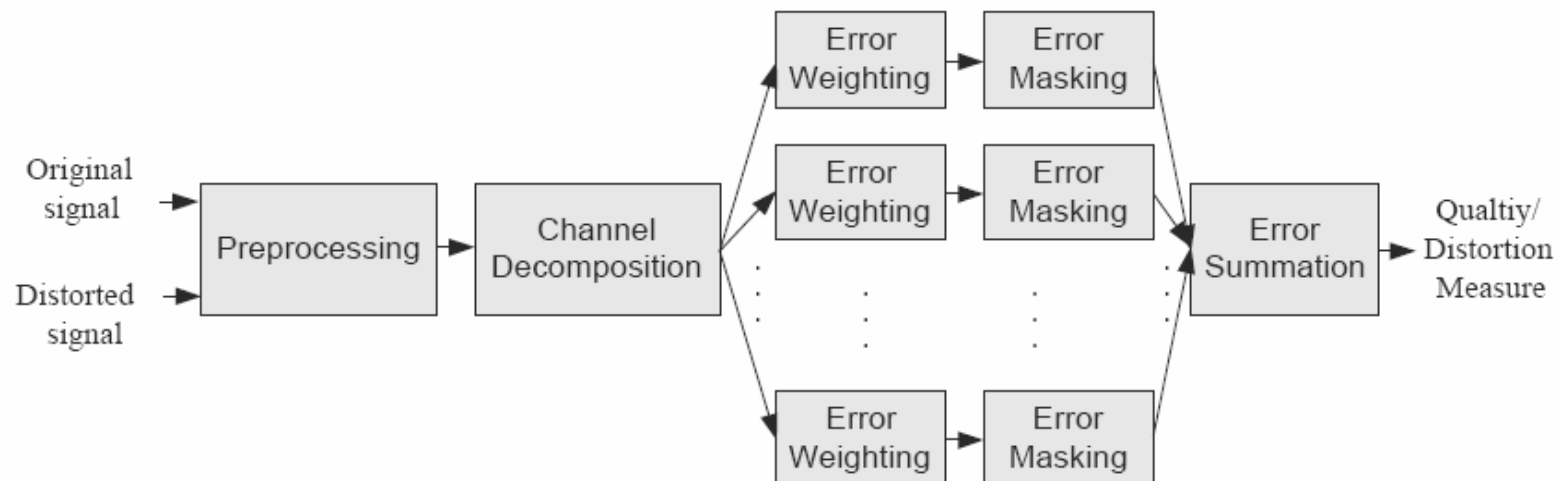 Original
signal
Distorted
signal
Preprocessing
Channel
Decomposition
Error
Weighting
Error
Masking
Error
Weighting
Error
Masking
Error
Weighting
Error
Masking
Error
Summation
Qualtiy/
Distortion
Measure